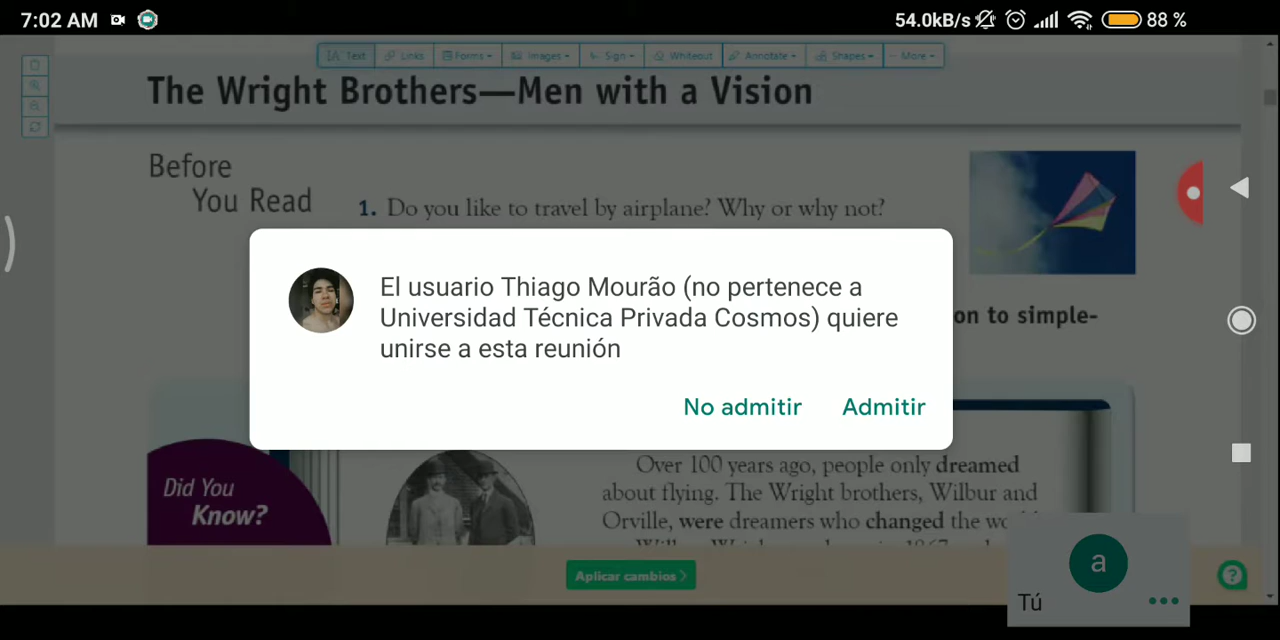 7:02 AM
54.0kB/s 88 %
Text Links Forms Images Sign Whiteout Annotate Shapes More
The Wright Brothers—Men with a Vision
Before
You Read
1. Do you like to travel by airplane? Why or why not?
El usuario Thiago Mourão (no pertenece a
Universidad Técnica Privada Cosmos) quiere
unirse a esta reunión
on to simple-
No admitir Admitir
Did You
Know?
Over 100 years ago, people only dreamed
about flying. The Wright brothers, Wilbur and
Orville, were dreamers who changed the
Aplicar cambios
a
Tú